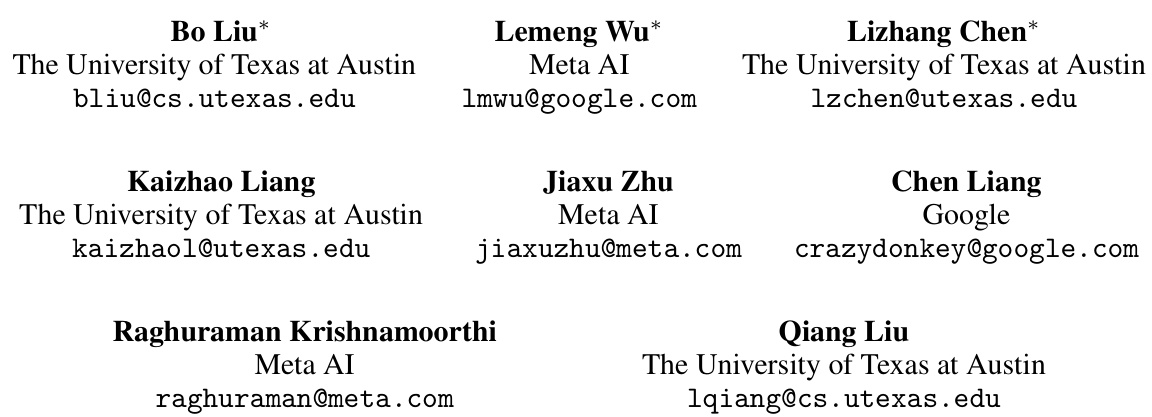 Bo Liu* Lemeng Wu* Lizhang Chen*
The University of Texas at Austin Meta AI The University of Texas at Austin
bliu@cs.utexas.edu lmwu@google.com lzchen@utexas.edu
Kaizhao Liang Jiaxu Zhu Chen Liang
The University of Texas at Austin Meta AI Google
kaizhaol@utexas.edu jiaxuzhu@meta.com crazydonkey@google.com
Raghuraman Krishnamoorthi Qiang Liu
Meta AI The University of Texas at Austin
raghuraman@meta.com lqiang@cs.utexas.edu